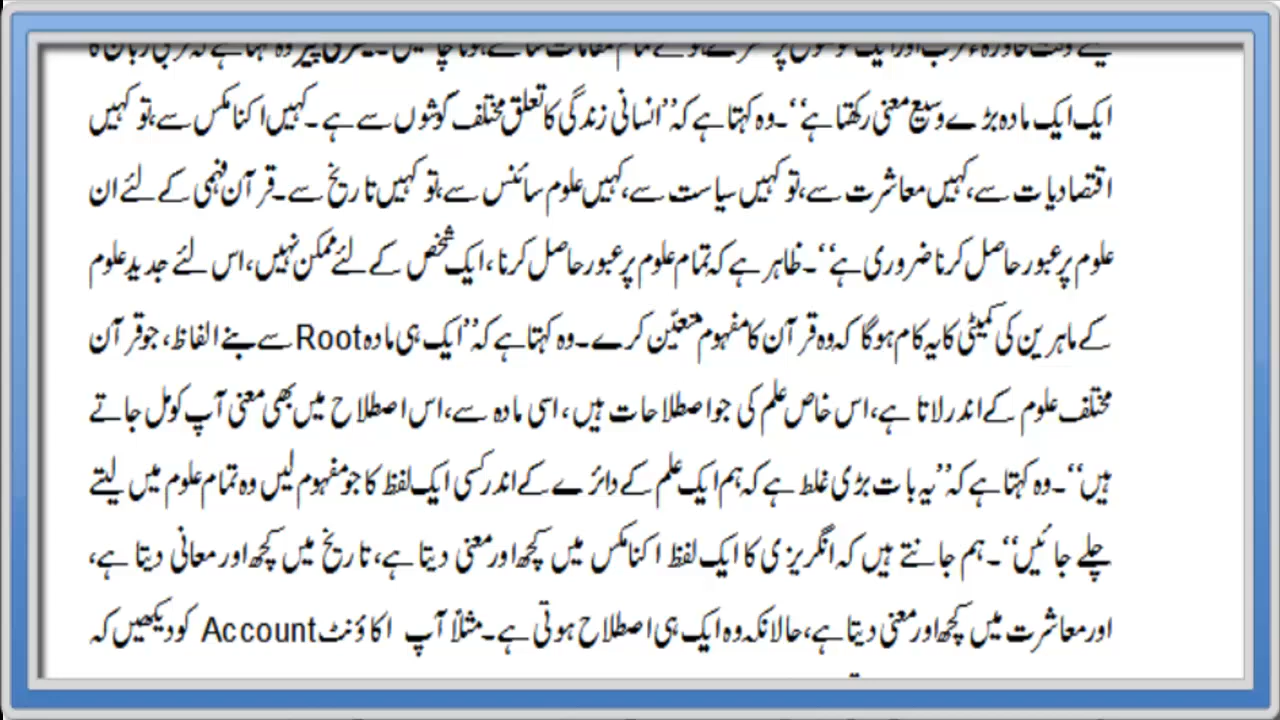 ایک ایک مادہ بڑے وسیع معنی رکھتا ہے‘‘۔ وہ کہتا ہے کہ ’’انسانی زندگی کا تعلق مختلف گوشوں سے ہے۔ کہیں اکنامکس سے، تو کہیں
اقتصادیات سے، کہیں معاشرت سے، تو کہیں سیاست سے، کہیں علوم سائنس سے، تو کہیں تاریخ سے۔ قرآن فہمی کے لئے ان
علوم پر عبور حاصل کرنا ضروری ہے‘‘۔ ظاہر ہے کہ تمام علوم پر عبور حاصل کرنا، ایک شخص کے لئے ممکن نہیں، اس لئے جدید علوم
کے ماہرین کی کمیٹی کا یہ کام ہوگا کہ وہ قرآن کا مفہوم متعیّن کرے۔ وہ کہتا ہے کہ ’’ایک ہی مادہ Root سے بنے الفاظ، جو قرآن
مختلف علوم کے اندر لاتا ہے، اس خاص علم کی جو اصطلاحات ہیں، اسی مادہ سے، اس اصطلاح میں بھی معنی آپ کو مل جاتے
ہیں‘‘۔ وہ کہتا ہے کہ ’’یہ بات بڑی غلط ہے کہ ہم ایک علم کے دائرے کے اندر کسی ایک لفظ کا جو مفہوم لیں وہ تمام علوم میں لیتے
چلے جائیں‘‘۔ ہم جانتے ہیں کہ انگریزی کا ایک لفظ اکنامکس میں کچھ اور معنی دیتا ہے، تاریخ میں کچھ اور معانی دیتا ہے،
اور معاشرت میں کچھ اور معنی دیتا ہے، حالانکہ وہ ایک ہی اصطلاح ہوتی ہے۔ مثلاً آپ اکاؤنٹ Account کو دیکھیں کہ